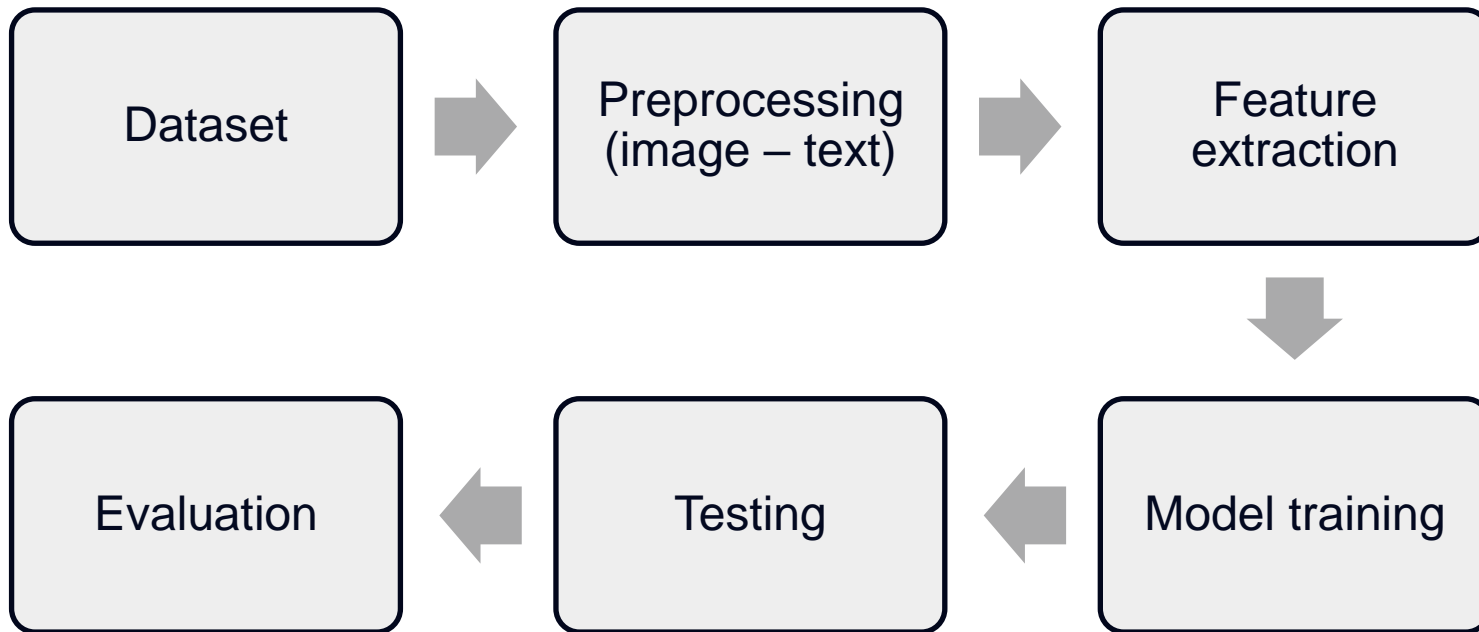 Dataset
Preprocessing
(image – text)
Feature
extraction
Model training
Testing
Evaluation